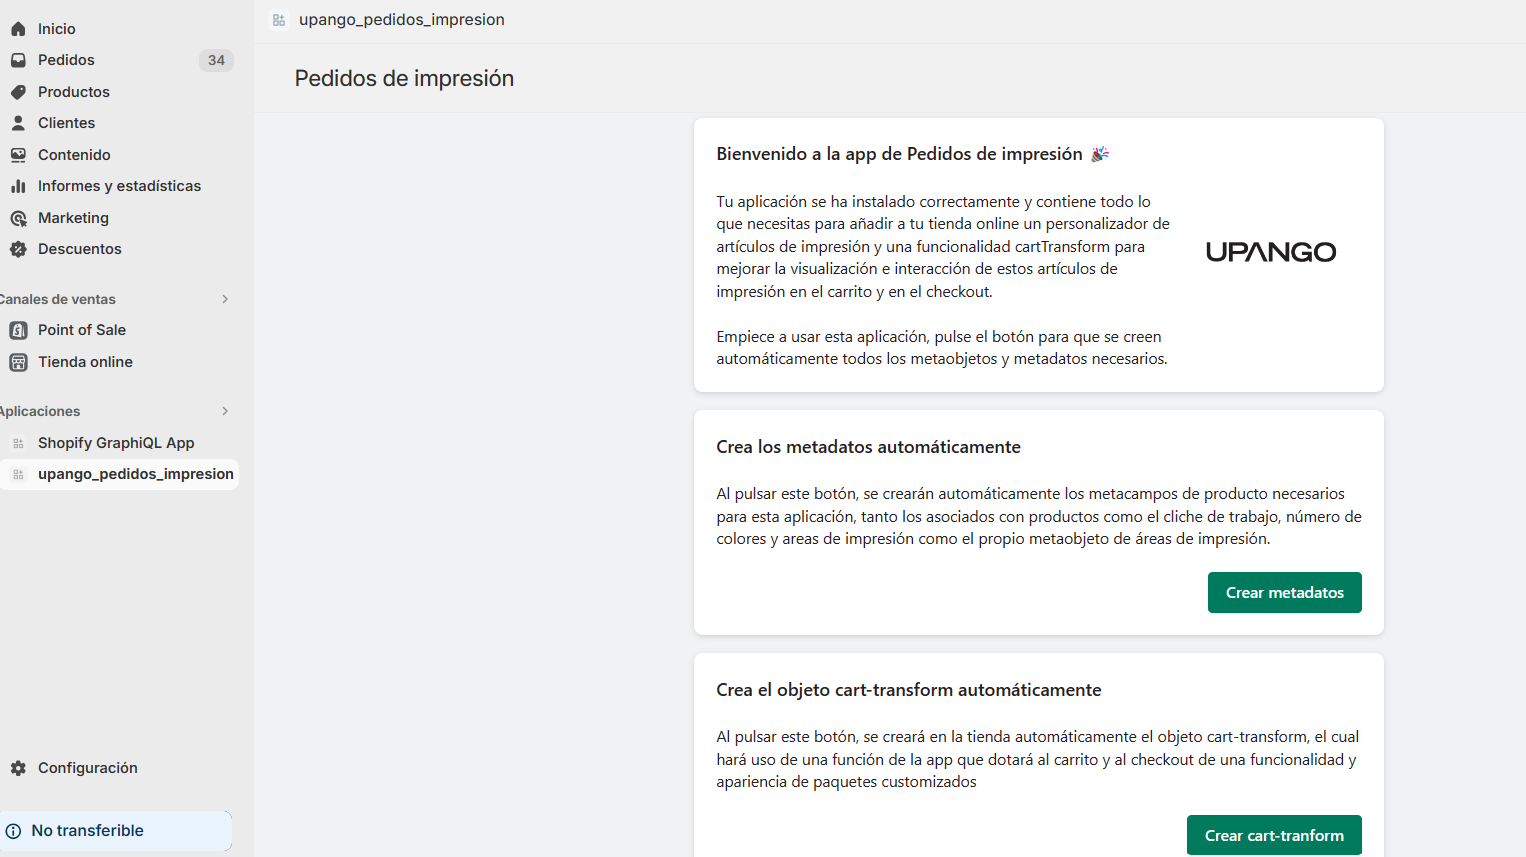 Inicio
Pedidos 34
Productos
Clientes
Contenido
Informes y estadísticas
Marketing
Descuentos
Canales de ventas
Point of Sale
Tienda online
Aplicaciones
Shopify GraphiQL App
upango_pedidos_impresion
Configuración
No transferible
upango_pedidos_impresion
Pedidos de impresión
Bienvenido a la app de Pedidos de impresión
Tu aplicación se ha instalado correctamente y contiene todo lo
que necesitas para añadir a tu tienda online un personalizador de
artículos de impresión y una funcionalidad cartTransform para
mejorar la visualización e interacción de estos artículos de
impresión en el carrito y en el checkout.
Empiece a usar esta aplicación, pulse el botón para que se creen
automáticamente todos los metaobjetos y metadatos necesarios.
UPANGO
Crea los metadatos automáticamente
Al pulsar este botón, se crearán automáticamente los metacampos de producto necesarios
para esta aplicación, tanto los asociados con productos como el cliche de trabajo, número de
colores y areas de impresión como el propio metaobjeto de áreas de impresión.
Crear metadatos
Crea el objeto cart-transform automáticamente
Al pulsar este botón, se creará en la tienda automáticamente el objeto cart-transform, el cual
hará uso de una función de la app que dotará al carrito y al checkout de una funcionalidad y
apariencia de paquetes customizados
Crear cart-tranform